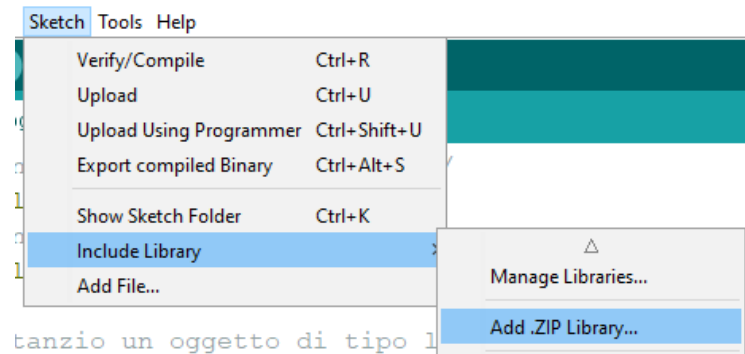 Sketch Tools Help
Verify/Compile Ctrl+R
Upload Ctrl+U
Upload Using Programmer Ctrl+Shift+U
Export compiled Binary Ctrl+Alt+S
Show Sketch Folder Ctrl+K
Include Library
Add File...
Manage Libraries...
Add .ZIP Library...
tanzio un oggetto di tipo l